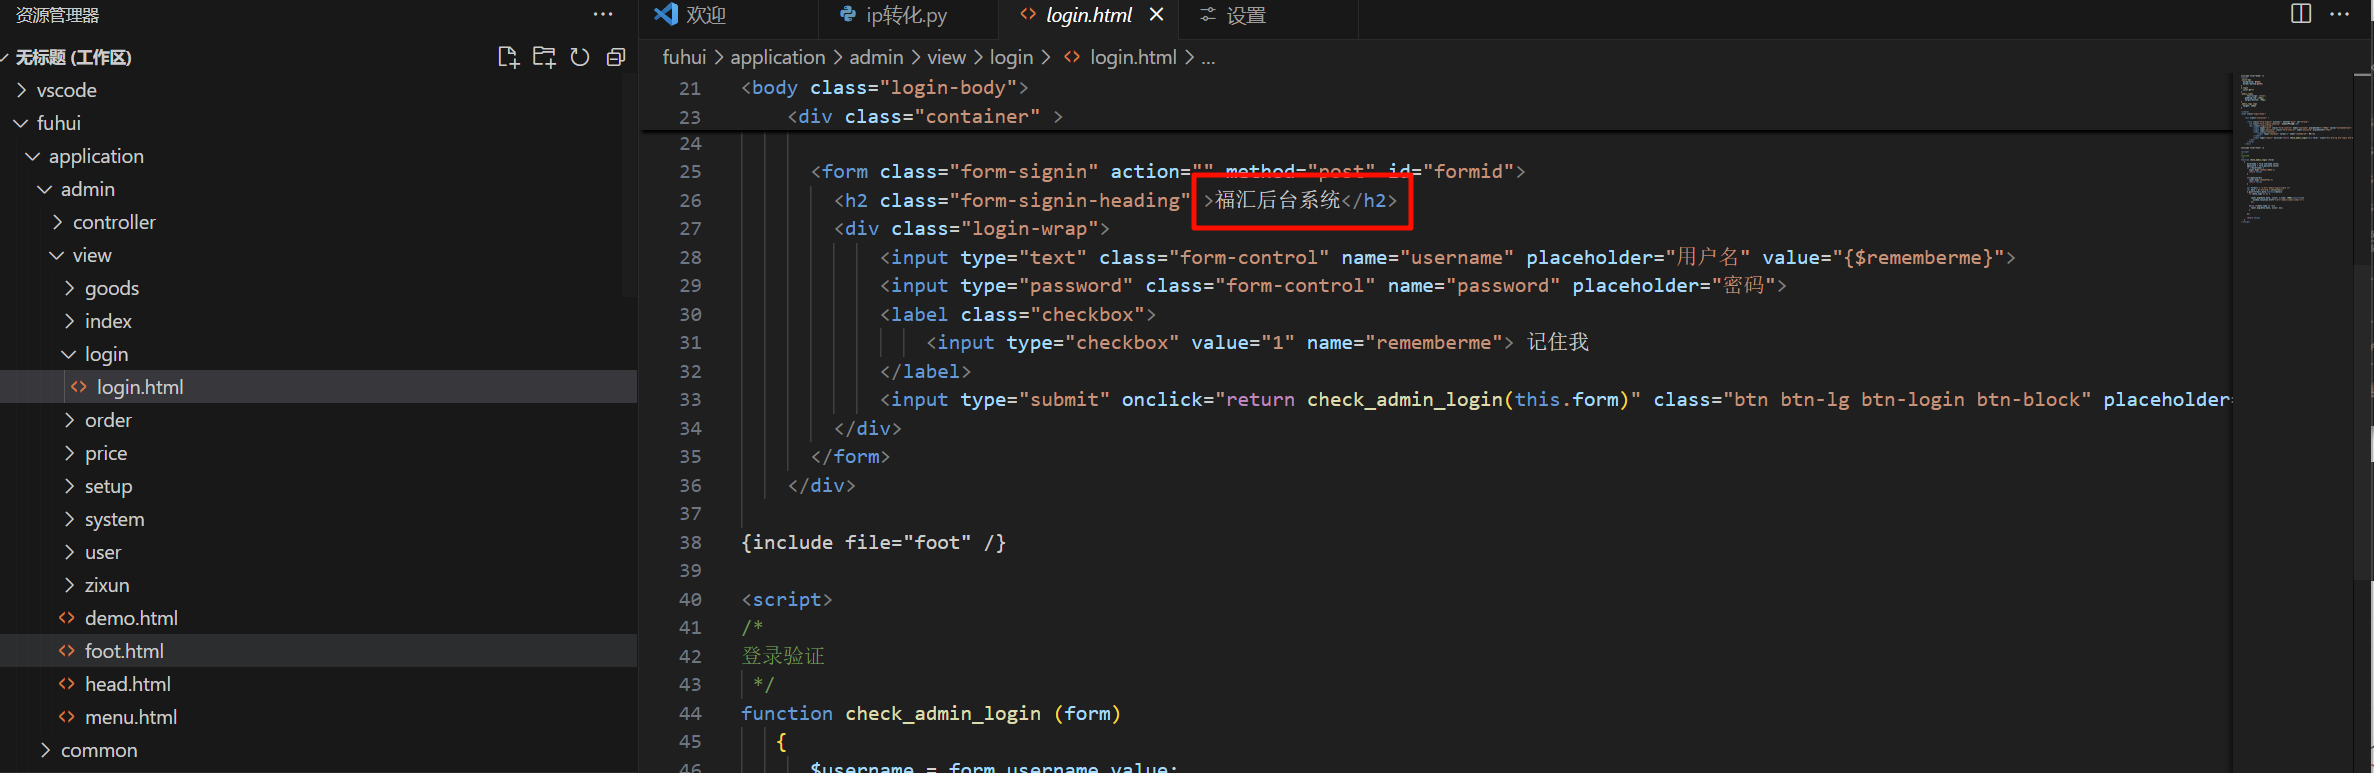 资源管理器
无标题 (工作区)
vscode
fuhui
application
admin
controller
view
goods
index
login
login.html
order
price
setup
system
user
zixun
demo.html
foot.html
head.html
menu.html
common
欢迎
ip转化.py
login.html
设置
fuhui > application > admin > view > login > login.html > ...
21 <body class="login-body">
23 <div class="container" >
24
25 <form class="form-signin" action="" method="post" id="formid">
26 <h2 class="form-signin-heading" >福汇后台系统</h2>
27 <div class="login-wrap">
28 <input type="text" class="form-control" name="username" placeholder="用户名" value="{$rememberme}">
29 <input type="password" class="form-control" name="password" placeholder="密码">
30 <label class="checkbox">
31 <input type="checkbox" value="1" name="rememberme"> 记住我
32 </label>
33 <input type="submit" onclick="return check_admin_login(this.form)" class="btn btn-lg btn-login btn-block" placeholder=
34 </div>
35 </form>
36 </div>
37
38 {include file="foot" /}
39
40 <script>
41 /*
42 登录验证
43 */
44 function check_admin_login (form)
45 {
46 $username = form.username.value;